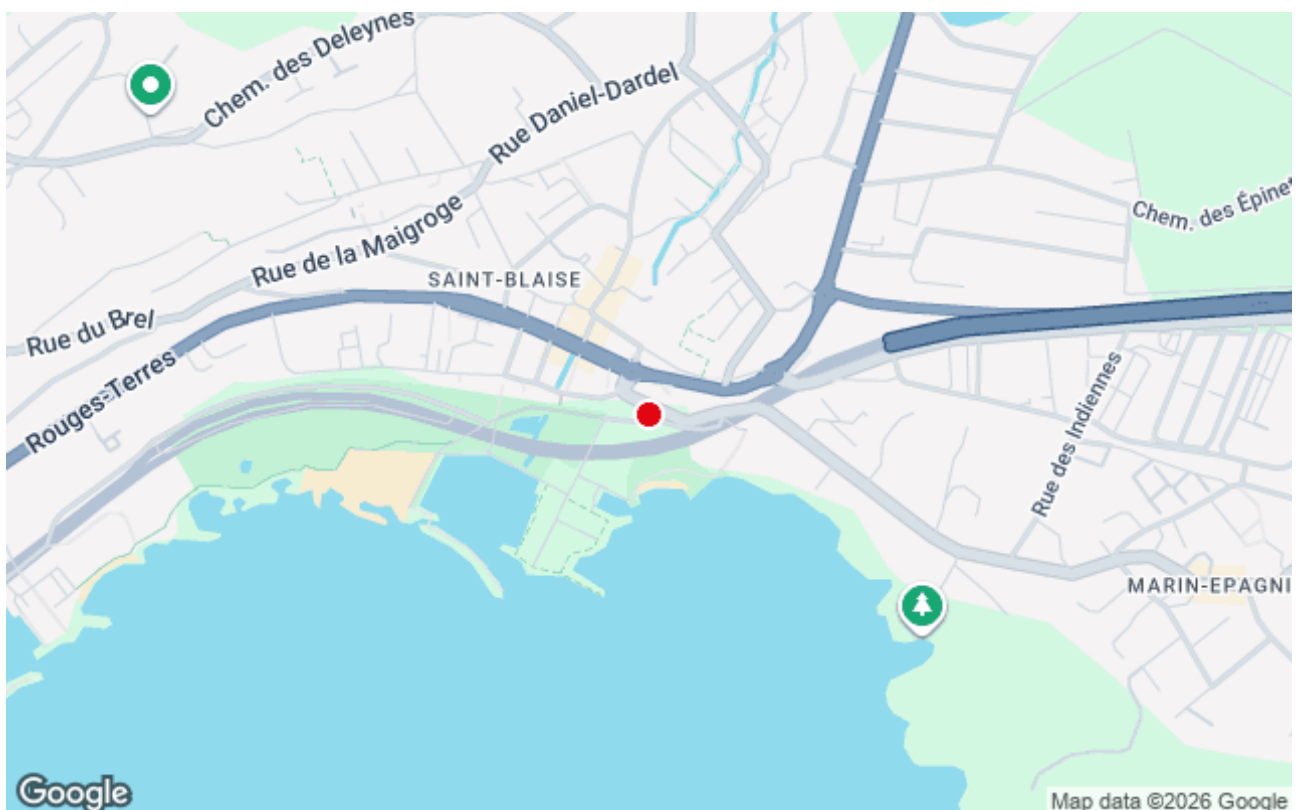 Chem. des Deleynes
Rue Daniel-Dardel
Chem. des Épinet
Rue de la Maigroge
SAINT-BLAISE
Rue du Brel
Rouges-Terres
Rue des Indiennes
MARIN-EPAGNI
Google
Map data ©2026 Google